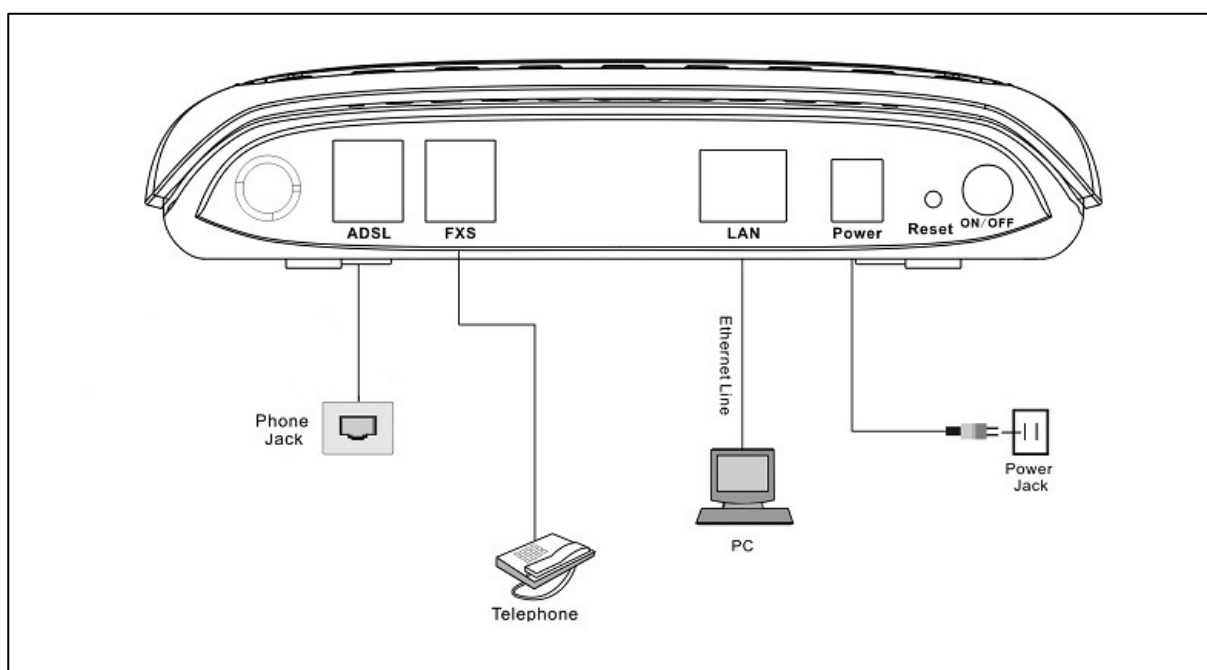 ADSL
FXS
LAN
Power
Reset
ON/OFF
Ethernet Line
Phone
Jack
Power
Jack
PC
Telephone